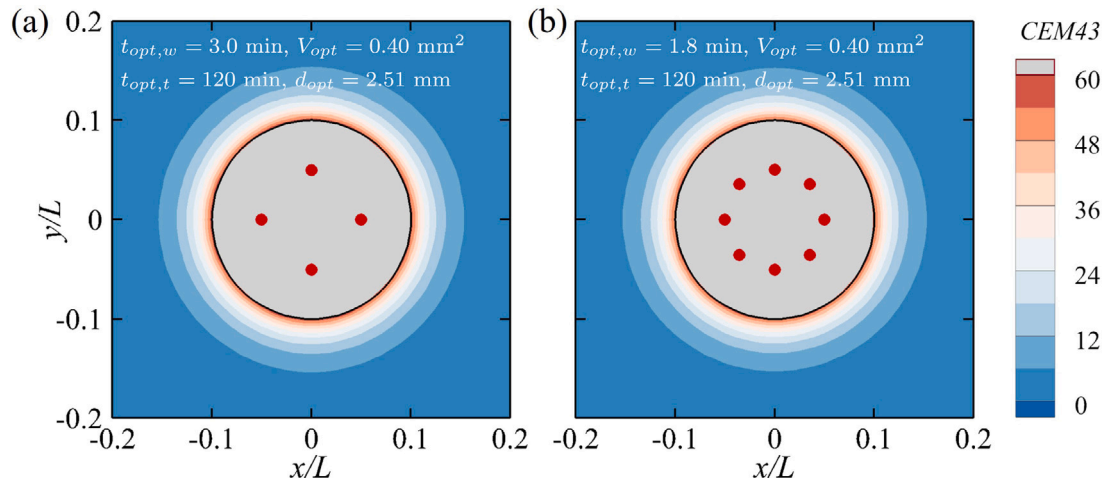 (a)
t_opt,w = 3.0 min, V_opt = 0.40 mm²
t_opt,t = 120 min, d_opt = 2.51 mm
0.2
0.1
0
-0.1
-0.2
y/L
-0.2
-0.1
0
0.1
0.2
x/L
(b)
t_opt,w = 1.8 min, V_opt = 0.40 mm²
t_opt,t = 120 min, d_opt = 2.51 mm
-0.2
-0.1
0
0.1
0.2
x/L
CEM43
60
48
36
24
12
0